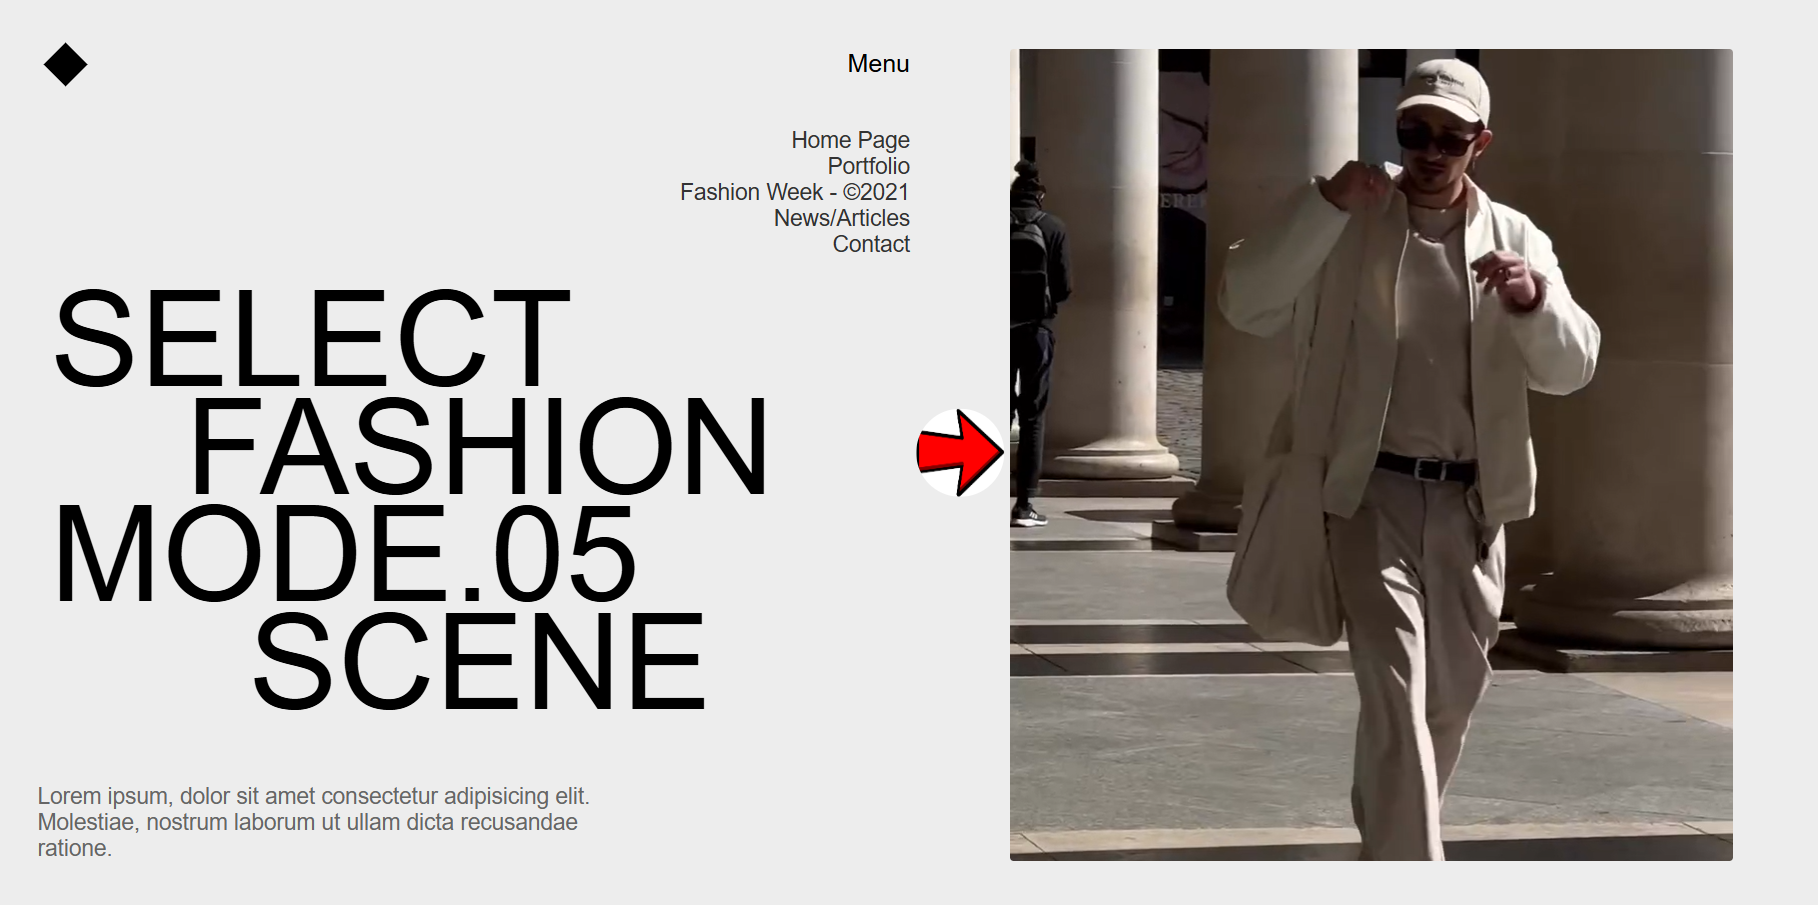 Menu
Home Page
Portfolio
Fashion Week - ©2021
News/Articles
Contact
SELECT
FASHION
MODE.05
SCENE
Lorem ipsum, dolor sit amet consectetur adipisicing elit.
Molestiae, nostrum laborum ut ullam dicta recusandae
ratione.